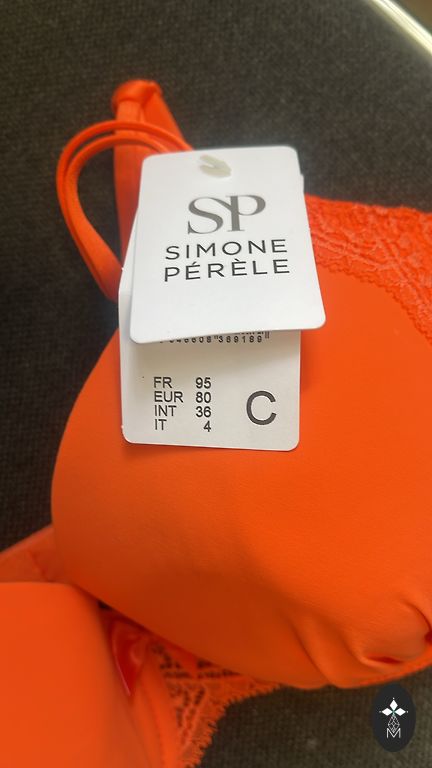 SP
SIMONE
PÉRÈLE
FR 95
EUR 80
INT 36
IT 4
C
M